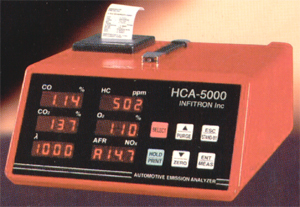 HCA-5000
INFITRON Inc
CO %
HC ppm
1.14
502
CO₂ %
O₂ %
13.7
1.10
λ
AFR NOₓ
1.000
A14.7
SELECT
▲ PURGE
ESC STAND-BY
HOLD PRINT
▼ ZERO
ENT MEAS
AUTOMOTIVE EMISSION ANALYZER